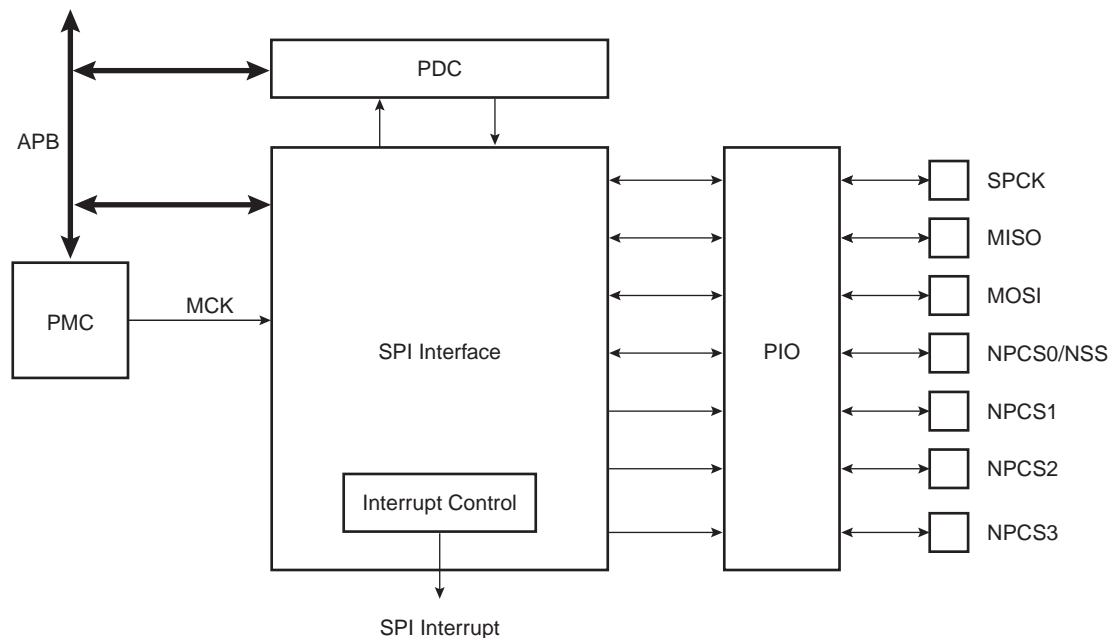 PDC
APB
SPCK
MISO
MCK
MOSI
PMC
SPI Interface
PIO
NPCS0/NSS
NPCS1
NPCS2
Interrupt Control
NPCS3
SPI Interrupt